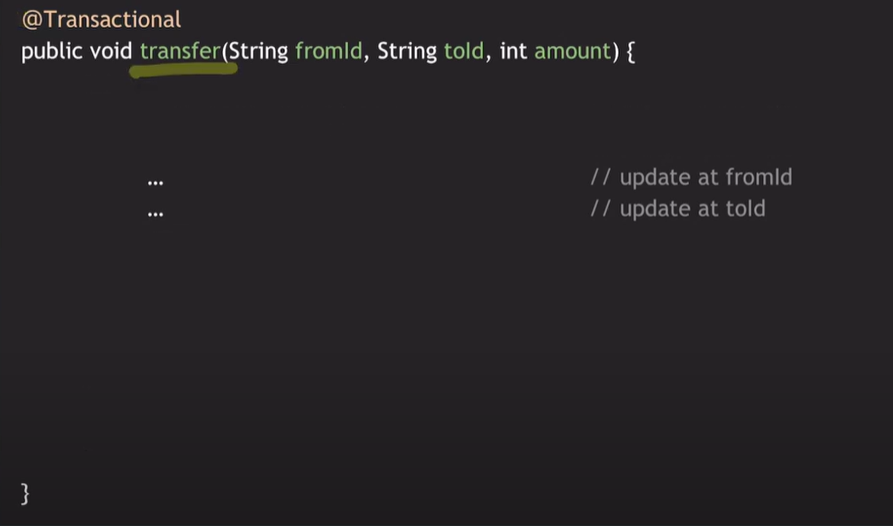 @Transactional
public void transfer(String fromId, String toId, int amount) {
... // update at fromId
... // update at toId
}